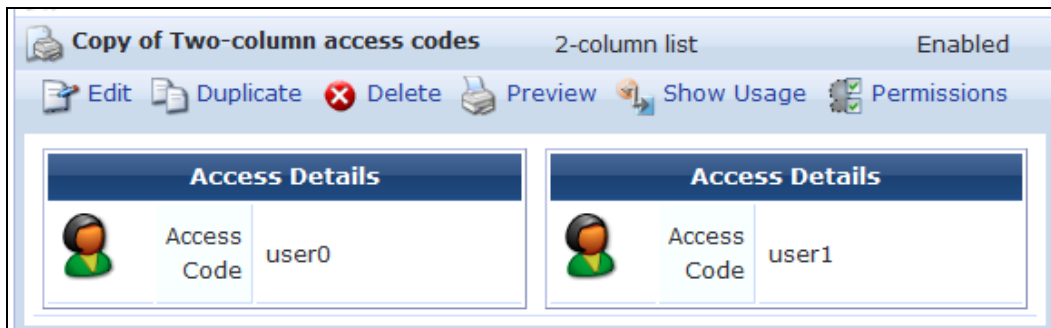 Copy of Two-column access codes 2-column list Enabled
Edit Duplicate Delete Preview Show Usage Permissions
Access Details Access Details
Access Code user0 Access Code user1